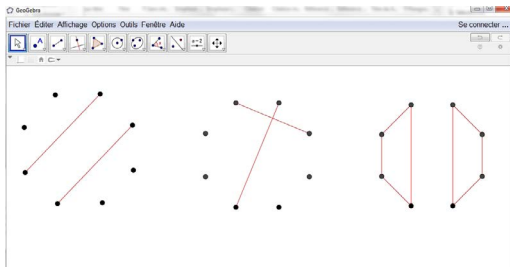 GeoGebra
Fichier Éditer Affichage Options Outils Fenêtre Aide
Se connecter ...
a=2